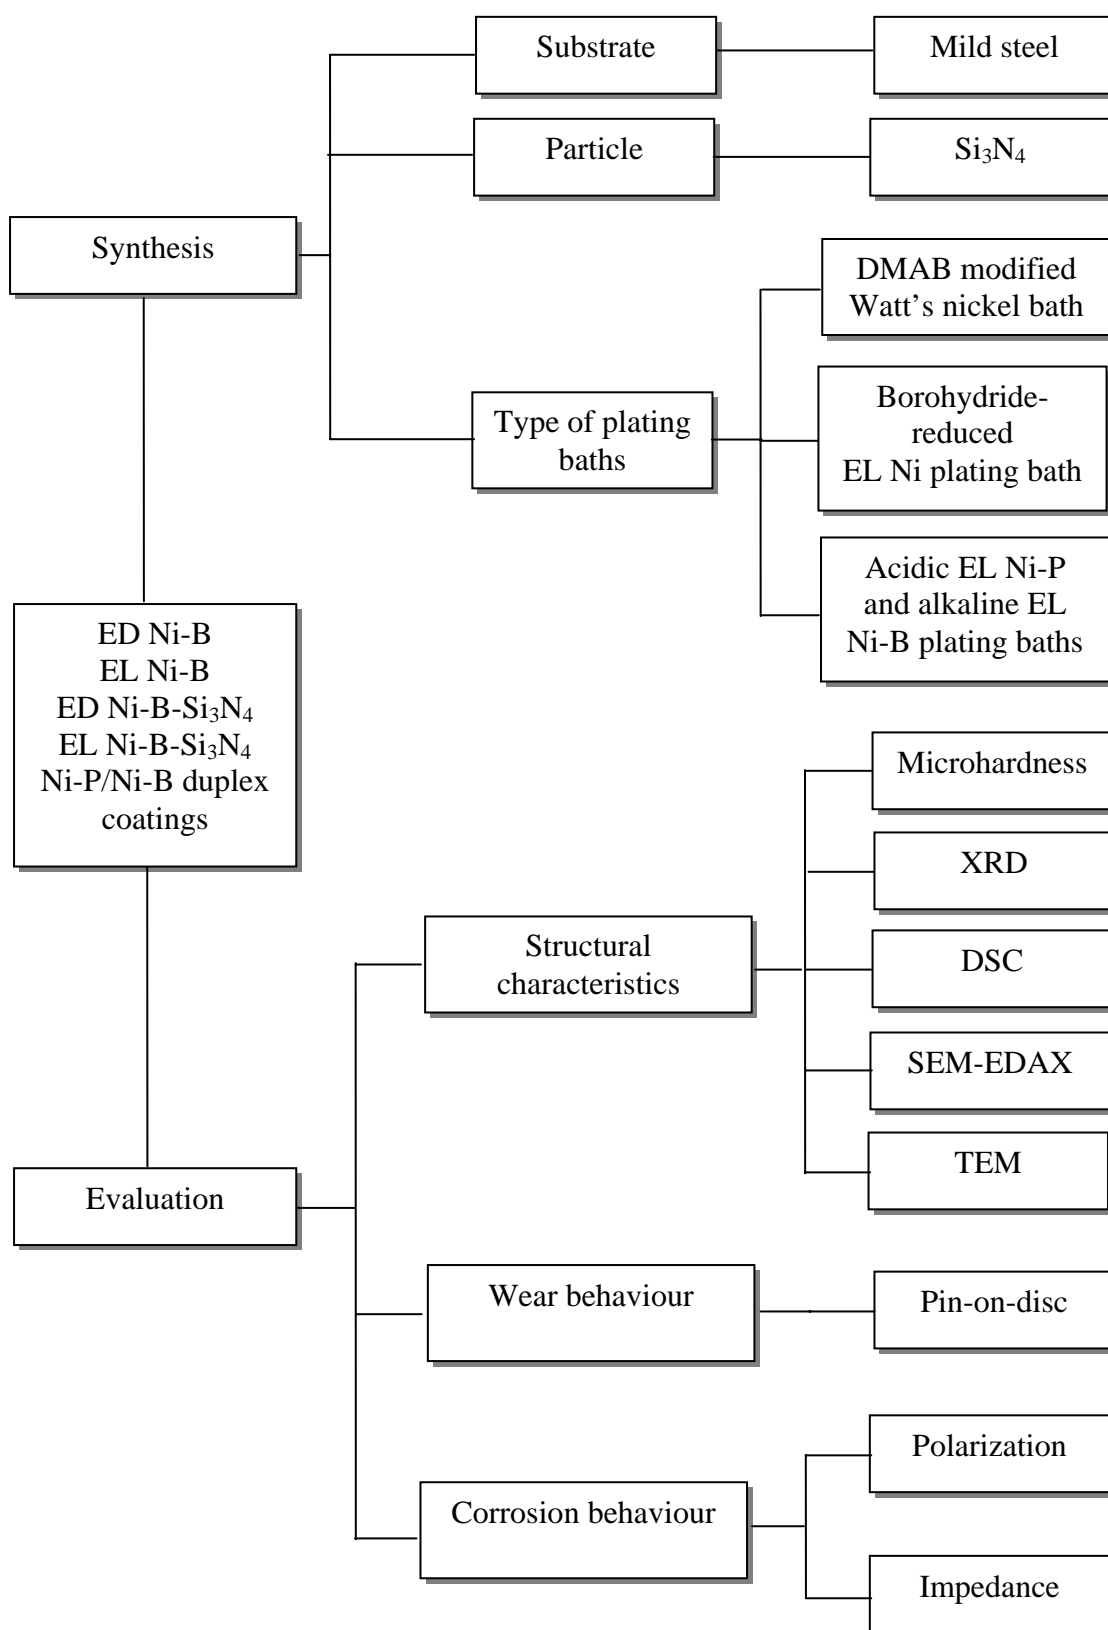 Substrate
Mild steel
Particle
Si₃N₄
Synthesis
DMAB modified
Watt’s nickel bath
Type of plating
baths
Borohydride-
reduced
EL Ni plating bath
Acidic EL Ni-P
and alkaline EL
Ni-B plating baths
ED Ni-B
EL Ni-B
ED Ni-B-Si₃N₄
EL Ni-B-Si₃N₄
Ni-P/Ni-B duplex
coatings
Microhardness
XRD
Structural
characteristics
DSC
SEM-EDAX
TEM
Evaluation
Wear behaviour
Pin-on-disc
Polarization
Corrosion behaviour
Impedance